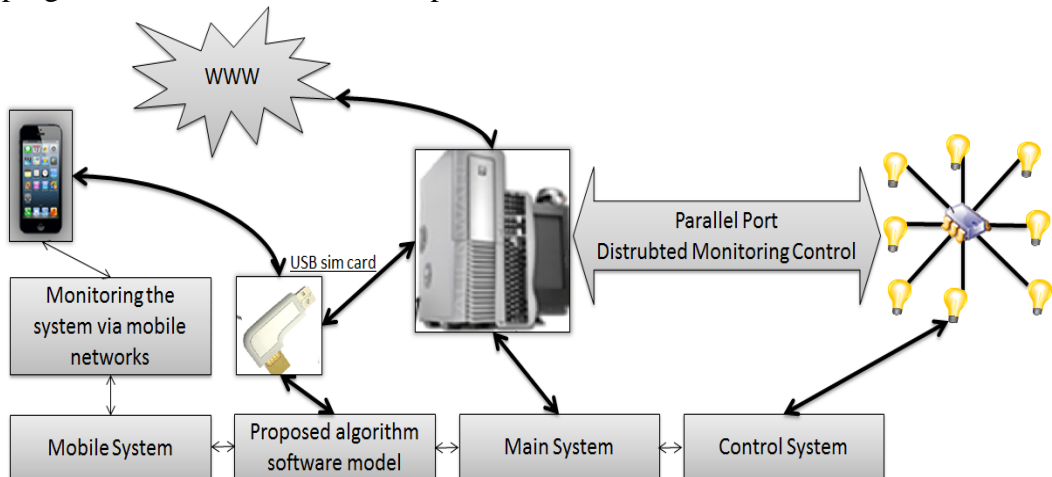 WWW
USB sim card
Parallel Port
Distrubted Monitoring Control
Monitoring the
system via mobile
networks
Mobile System
Proposed algorithm
software model
Main System
Control System